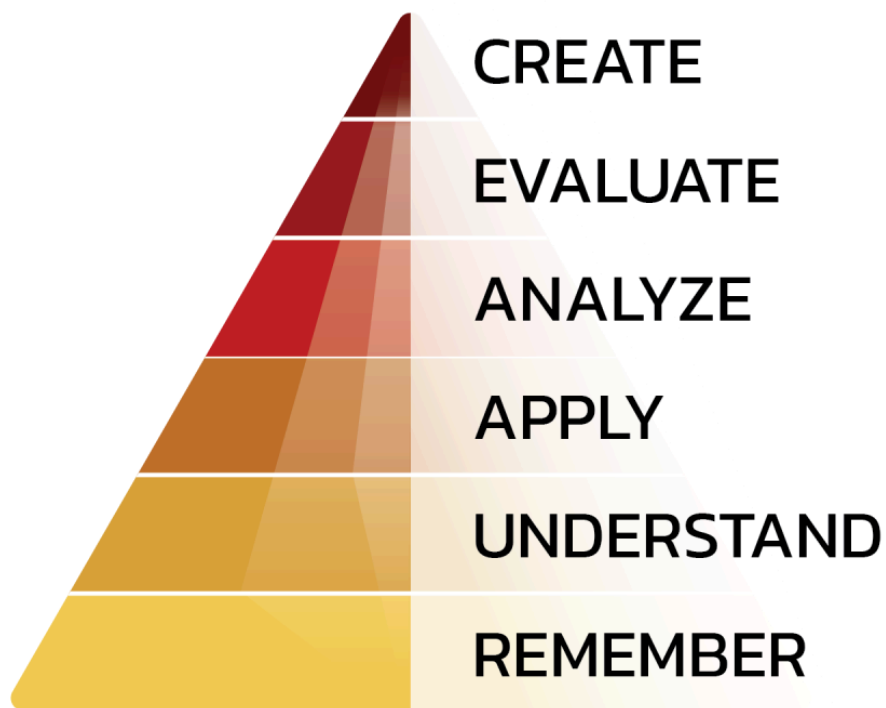 CREATE
EVALUATE
ANALYZE
APPLY
UNDERSTAND
REMEMBER